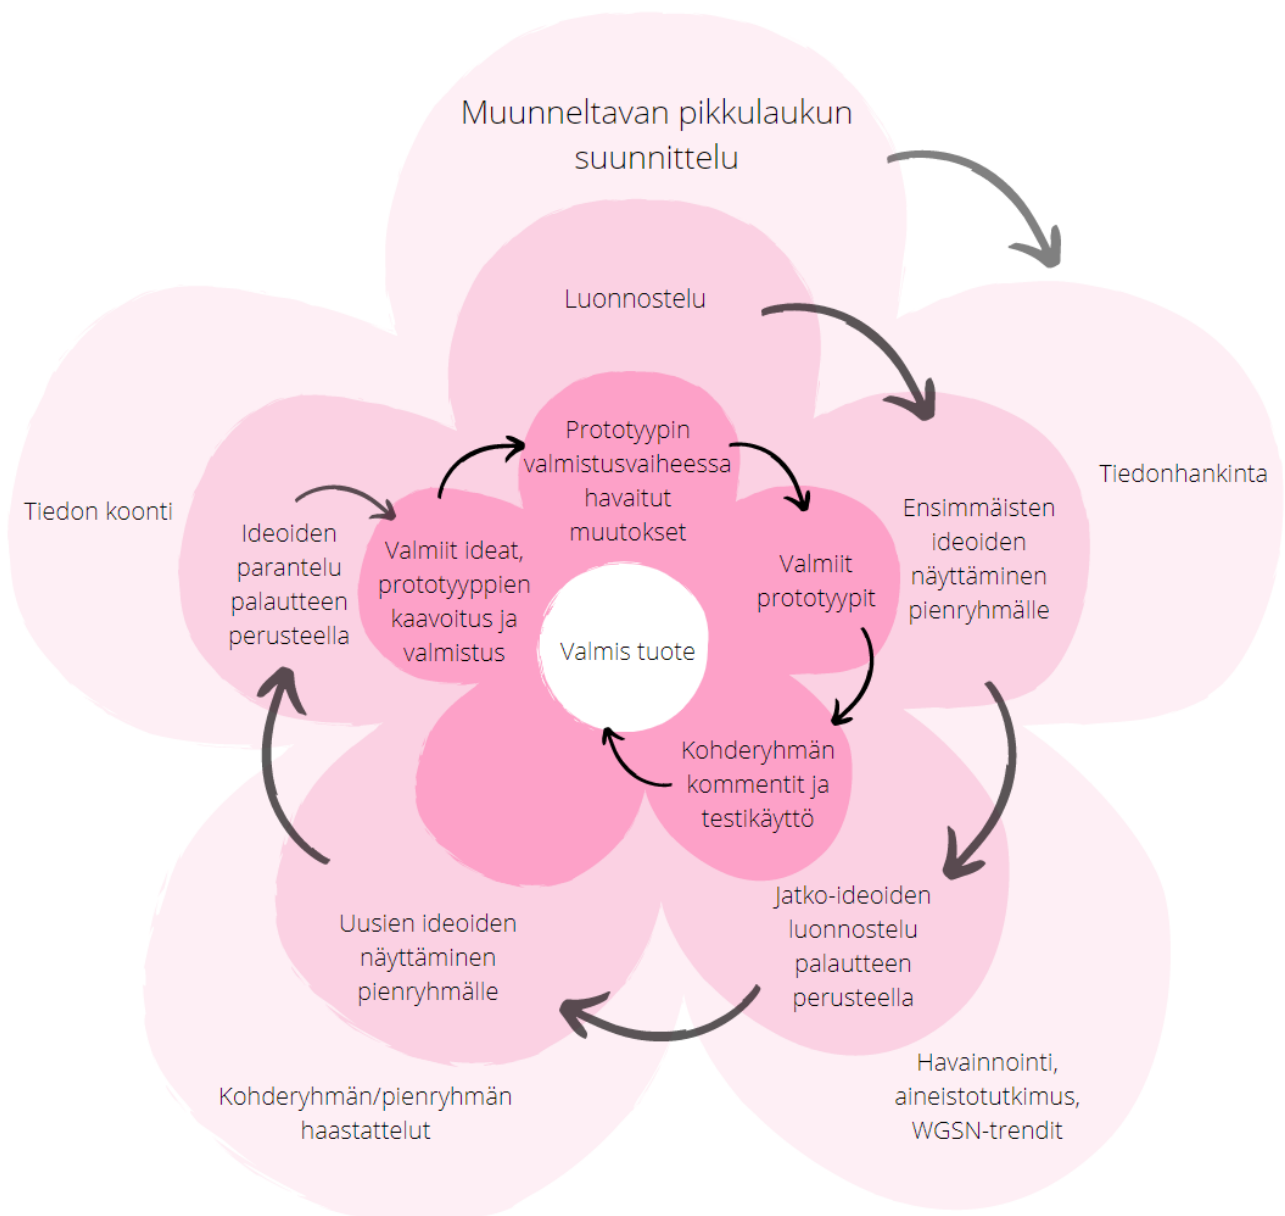 Muunneltavan pikkulaukun
suunnittelu
Tiedonhankinta
Havainnointi,
aineistotutkimus,
WGSN-trendit
Kohderyhmän/pienryhmän
haastattelut
Tiedon koonti
Luonnostelu
Ensimmäisten
ideoiden
näyttäminen
pienryhmälle
Jatko-ideoiden
luonnostelu
palautteen
perusteella
Uusien ideoiden
näyttäminen
pienryhmälle
Ideoiden
parantelu
palautteen
perusteella
Valmiit ideat,
prototyyppien
kaavoitus ja
valmistus
Prototyypin
valmistusvaiheessa
havaitut
muutokset
Valmiit
prototyypit
Kohderyhmän
kommentit ja
testikäyttö
Valmis tuote